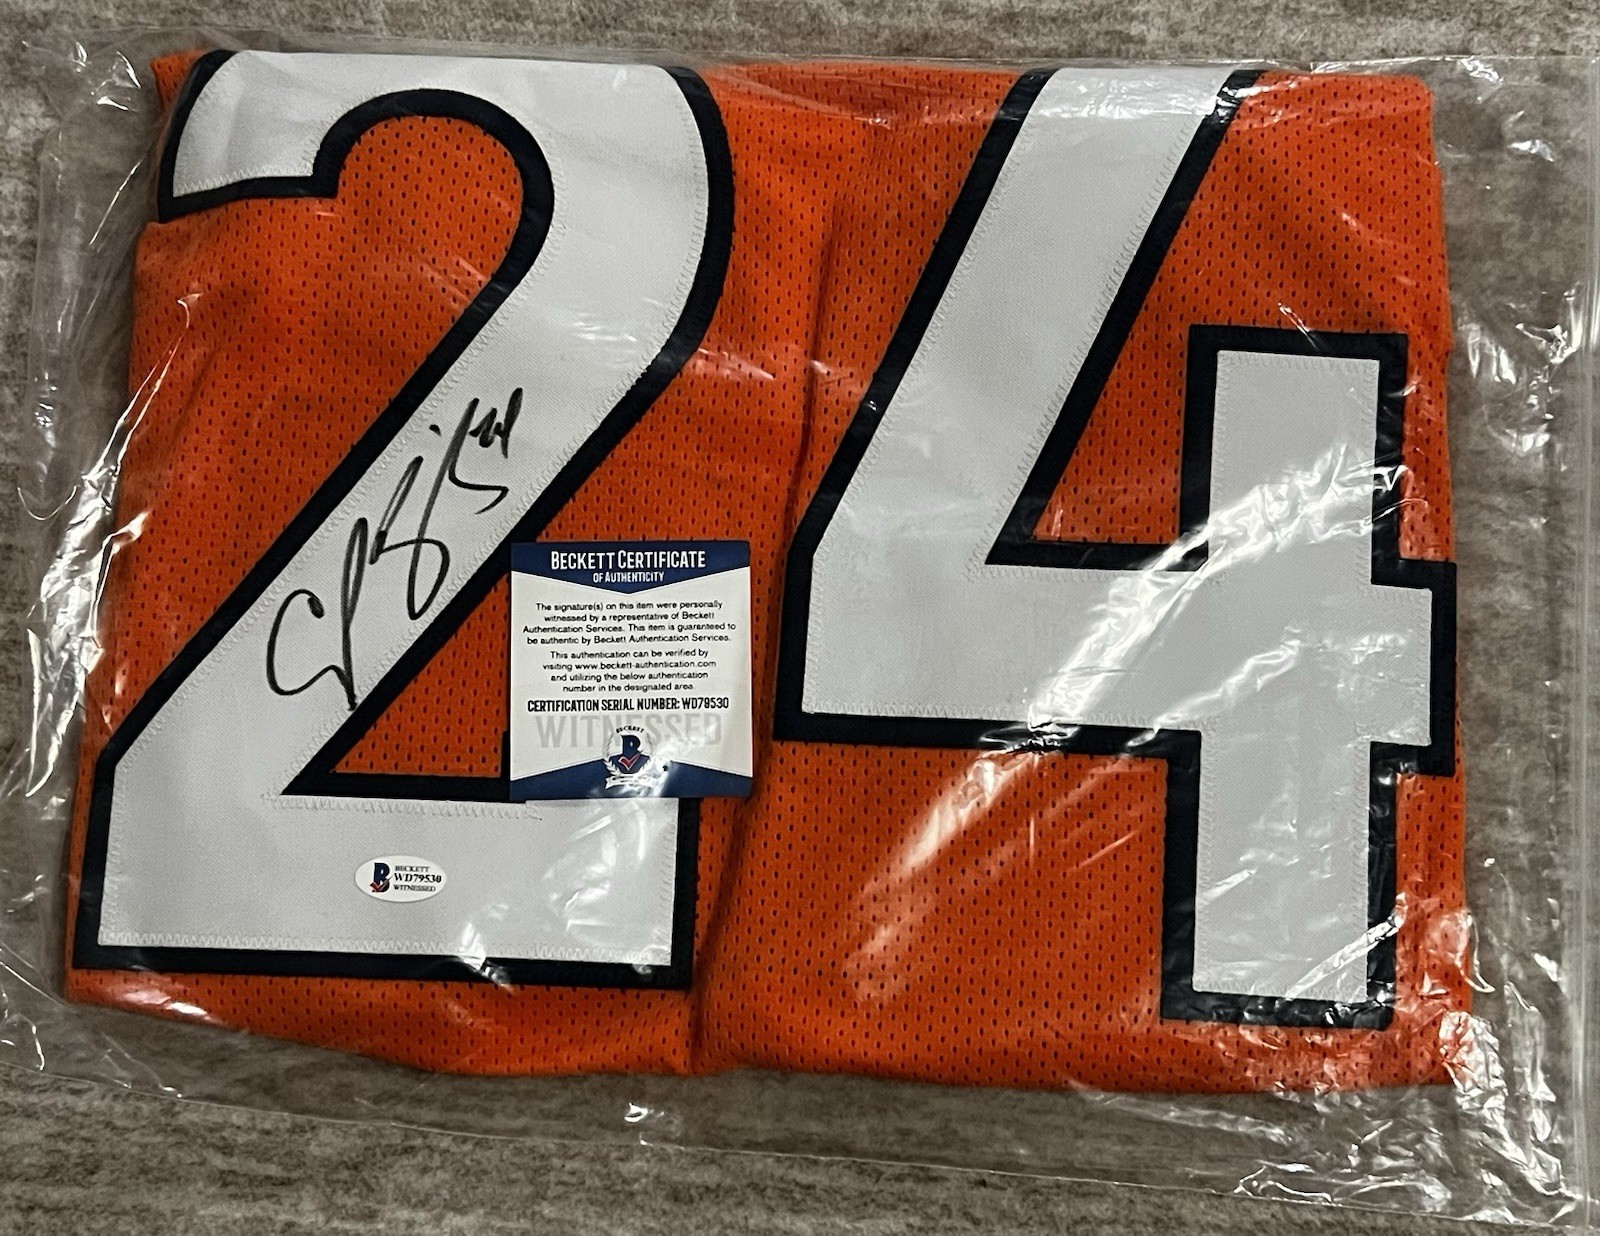 24
BECKETT CERTIFICATE
OF AUTHENTICITY
The signature(s) on this item were personally
witnessed by a representative of Beckett
Authentication Services. This item is guaranteed to
be authentic by Beckett Authentication Services.
This authentication can be verified by
visiting www.beckett-authentication.com
and utilizing the below authentication
number in the designated area.
CERTIFICATION SERIAL NUMBER: WD79530
WITNESSED
BECKETT
B
B
BECKETT
WD79530
WITNESSED